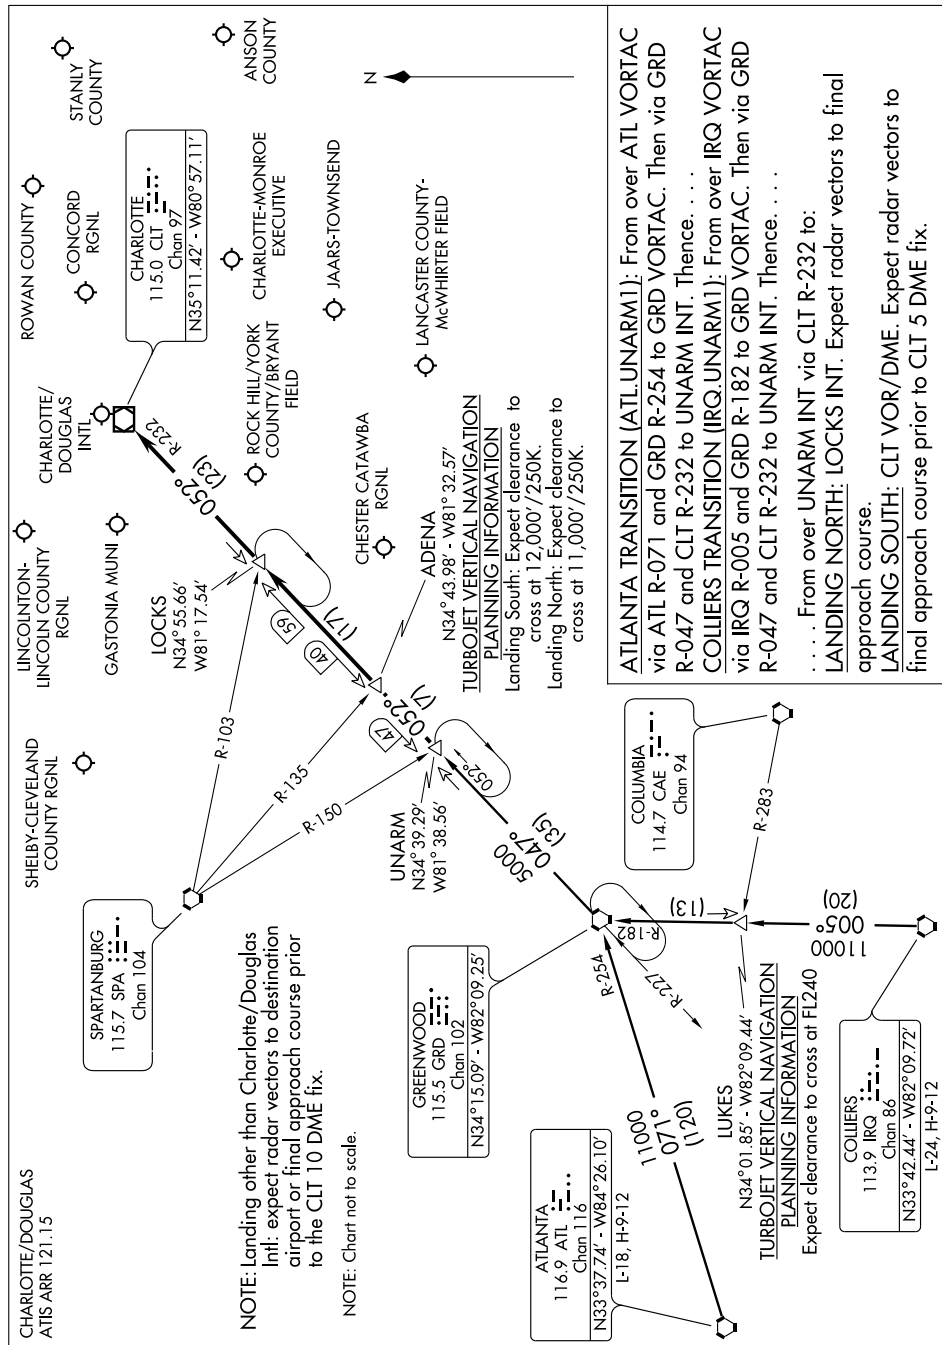 CHARLOTTE/DOUGLAS
ATIS ARR 121.15
SHELBY-CLEVELAND
COUNTY RGNL
LINCOLNTON-
LINCOLN COUNTY
RGNL
GASTONIA MUNI
CHARLOTTE/
DOUGLAS
INTL
ROWAN COUNTY
CONCORD
RGNL
STANLY
COUNTY
ANSON
COUNTY
CHARLOTTE
115.0 CLT
Chan 97
N35°11.42' - W80°57.11'
CHARLOTTE-MONROE
EXECUTIVE
JAARS-TOWNSEND
ROCK HILL/YORK
COUNTY/BRYANT
FIELD
LANCASTER COUNTY-
McWHIRTER FIELD
CHESTER CATAWBA
RGNL
N
SPARTANBURG
115.7 SPA
Chan 104
R-103
R-135
R-150
R-232
052°
(23)
LOCKS
N34°55.66'
W81°17.54'
59
40
(17)
ADENA
N34°43.98' - W81°32.57'
TURBOJET VERTICAL NAVIGATION
PLANNING INFORMATION
Landing South: Expect clearance to
cross at 12,000'/250K.
Landing North: Expect clearance to
cross at 11,000'/250K.
052°
(7)
47
UNARM
N34°39.29'
W81°38.56'
052°
5000
047°
(35)
NOTE: Landing other than Charlotte/Douglas
Intl: expect radar vectors to destination
airport or final approach course prior
to the CLT 10 DME fix.
NOTE: Chart not to scale.
GREENWOOD
115.5 GRD
Chan 102
N34°15.09' - W82°09.25'
R-254
R-182
R-227
(13)
COLUMBIA
114.7 CAE
Chan 94
R-283
ATLANTA
116.9 ATL
Chan 116
N33°37.74' - W84°26.10'
L-18, H-9-12
11000
071°
(120)
LUKES
N34°01.85' - W82°09.44'
TURBOJET VERTICAL NAVIGATION
PLANNING INFORMATION
Expect clearance to cross at FL240
11000
005°
(20)
COLLIERS
113.9 IRQ
Chan 86
N33°42.44' - W82°09.72'
L-24, H-9-12
ATLANTA TRANSITION (ATL.UNARM1): From over ATL VORTAC
via ATL R-071 and GRD R-254 to GRD VORTAC. Then via GRD
R-047 and CLT R-232 to UNARM INT. Thence. . . .
COLLIERS TRANSITION (IRQ.UNARM1): From over IRQ VORTAC
via IRQ R-005 and GRD R-182 to GRD VORTAC. Then via GRD
R-047 and CLT R-232 to UNARM INT. Thence. . . .
. . . . From over UNARM INT via CLT R-232 to:
LANDING NORTH: LOCKS INT. Expect radar vectors to final
approach course.
LANDING SOUTH: CLT VOR/DME. Expect radar vectors to
final approach course prior to CLT 5 DME fix.